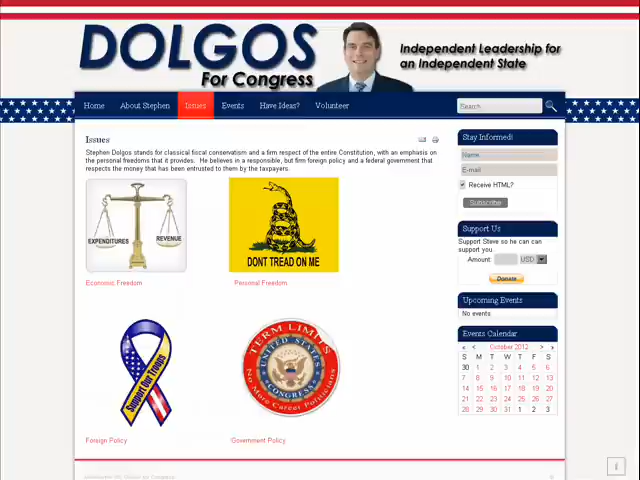 DOLGOS
For Congress
Independent Leadership for
an Independent State
Home
About Stephen
Issues
Events
Have Ideas?
Volunteer
Search...
Issues
Stephen Dolgos stands for classical fiscal conservatism and a firm respect of the entire Constitution, with an emphasis on
the personal freedoms that it provides. He believes in a responsible, but firm foreign policy and a federal government that
respects the money that has been entrusted to them by the taxpayers.
EXPENDITURES
REVENUE
DONT TREAD ON ME
Economic Freedom
Personal Freedom
Support Our Troops
TERM LIMITS
UNITED STATES
CONGRESS
No More Career Politicians
Foreign Policy
Government Policy
Stay Informed!
Name
E-mail
Receive HTML?
Subscribe
Support Us
Support Steve so he can can
support you
Amount:
USD
Donate
Upcoming Events
No events
Events Calendar
« < October 2012 > »
S M T W T F S
30 1 2 3 4 5 6
7 8 9 10 11 12 13
14 15 16 17 18 19 20
21 22 23 24 25 26 27
28 29 30 31 1 2 3